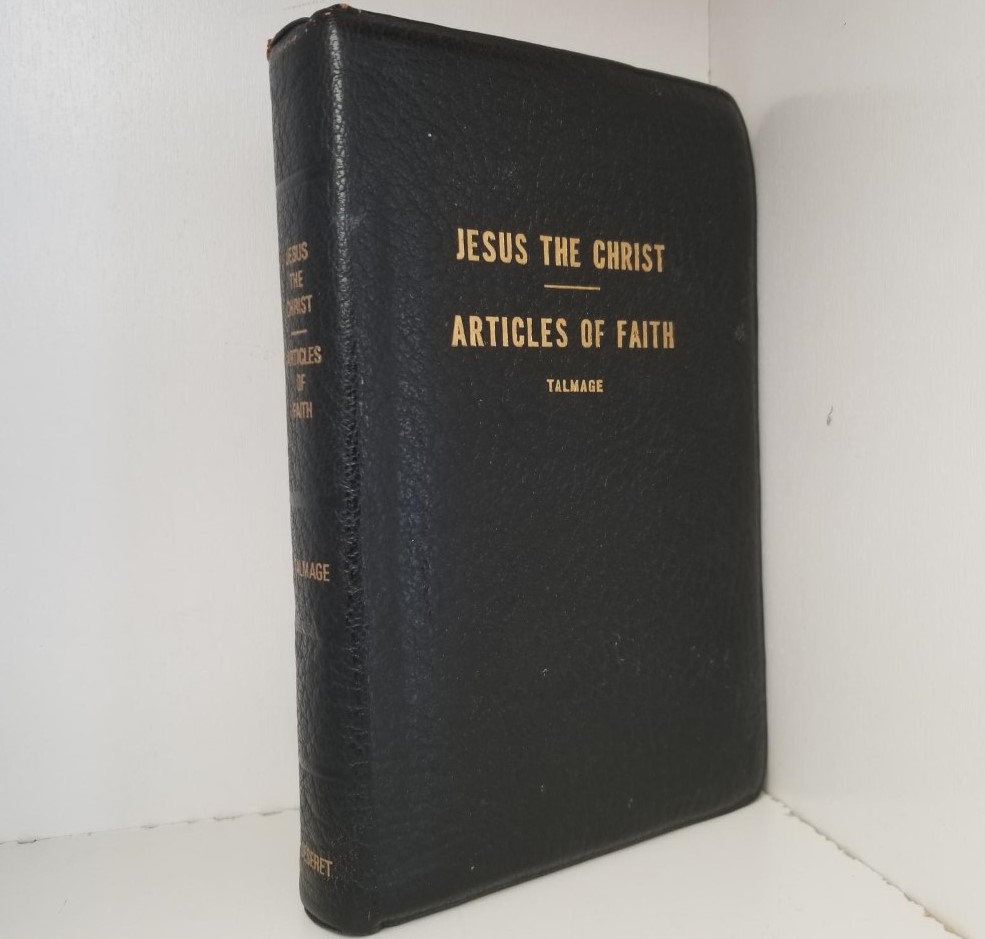 JESUS THE CHRIST
ARTICLES OF FAITH
TALMAGE
JESUS
THE
CHRIST
ARTICLES
OF
FAITH
TALMAGE
DESERET